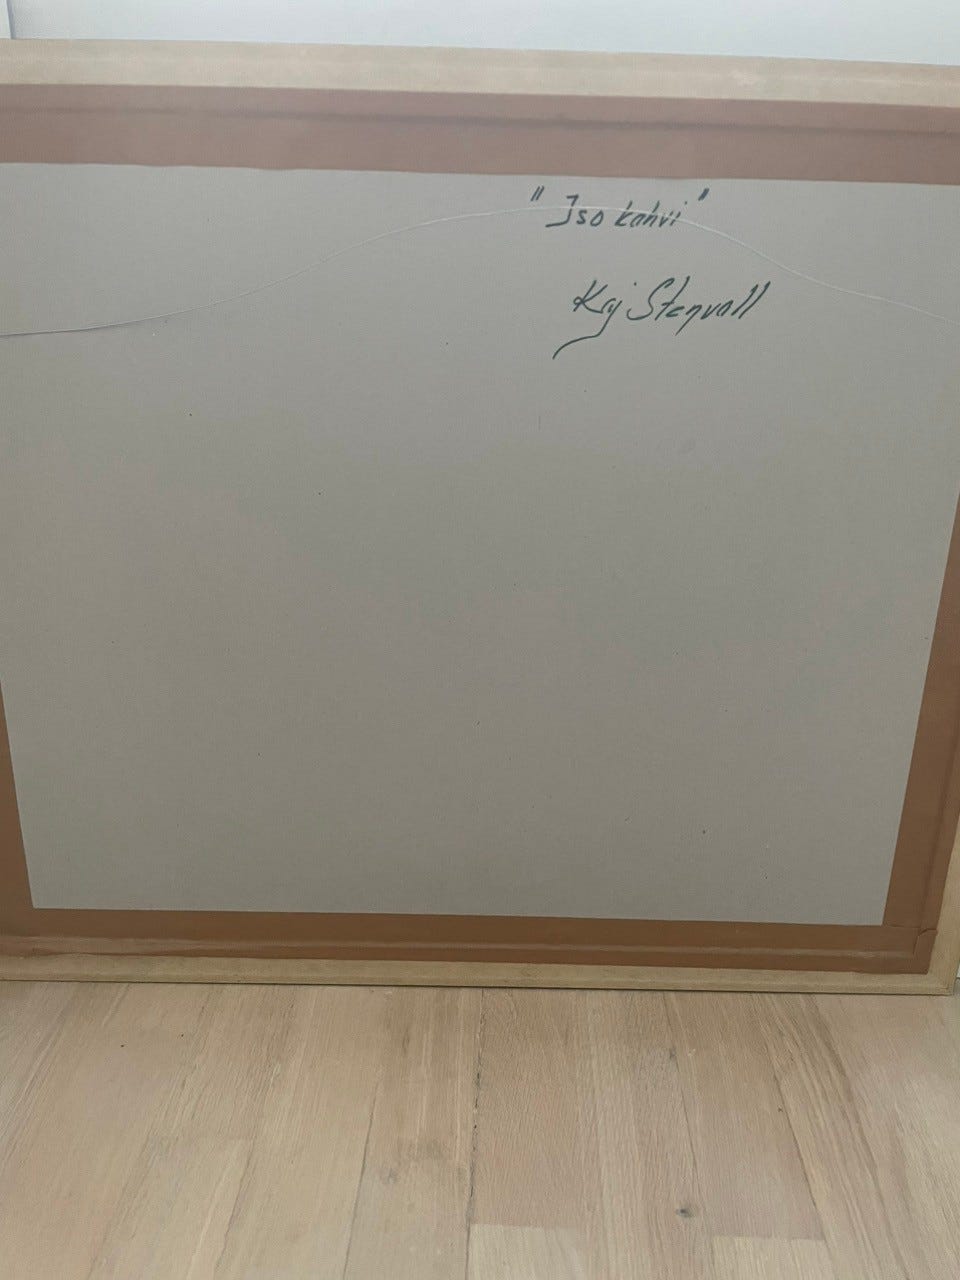 "Iso kahvi"
Kaj Stenvall